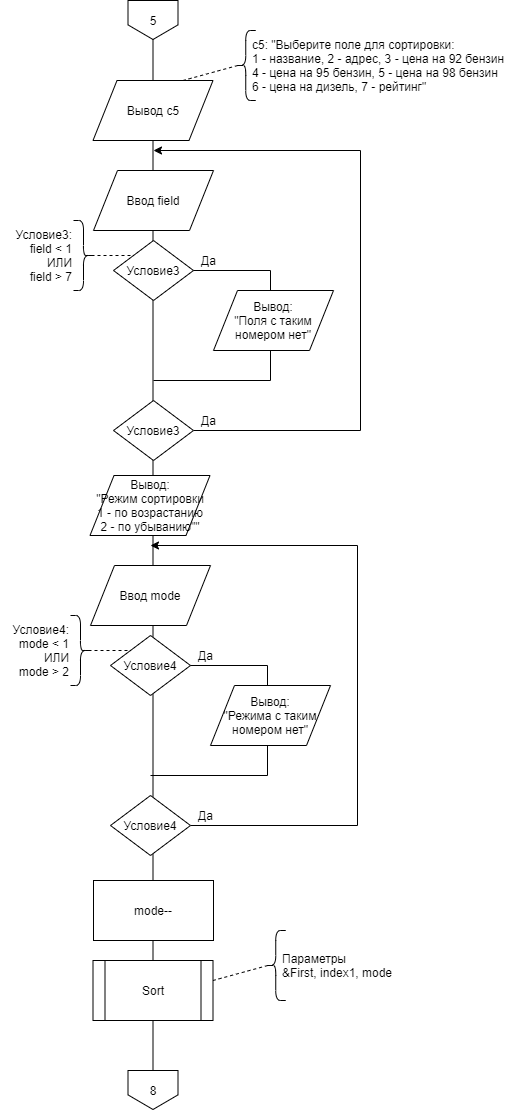 5
с5: "Выберите поле для сортировки:
1 - название, 2 - адрес, 3 - цена на 92 бензин
4 - цена на 95 бензин, 5 - цена на 98 бензин
6 - цена на дизель, 7 - рейтинг"
Вывод с5
Ввод field
Условие3:
field < 1
ИЛИ
field > 7
Условие3
Да
Вывод:
"Поля с таким
номером нет"
Условие3
Да
Вывод:
"Режим сортировки
1 - по возрастанию
2 - по убыванию""
Ввод mode
Условие4:
mode < 1
ИЛИ
mode > 2
Условие4
Да
Вывод:
"Режима с таким
номером нет"
Условие4
Да
mode--
Sort
Параметры
&First, index1, mode
8